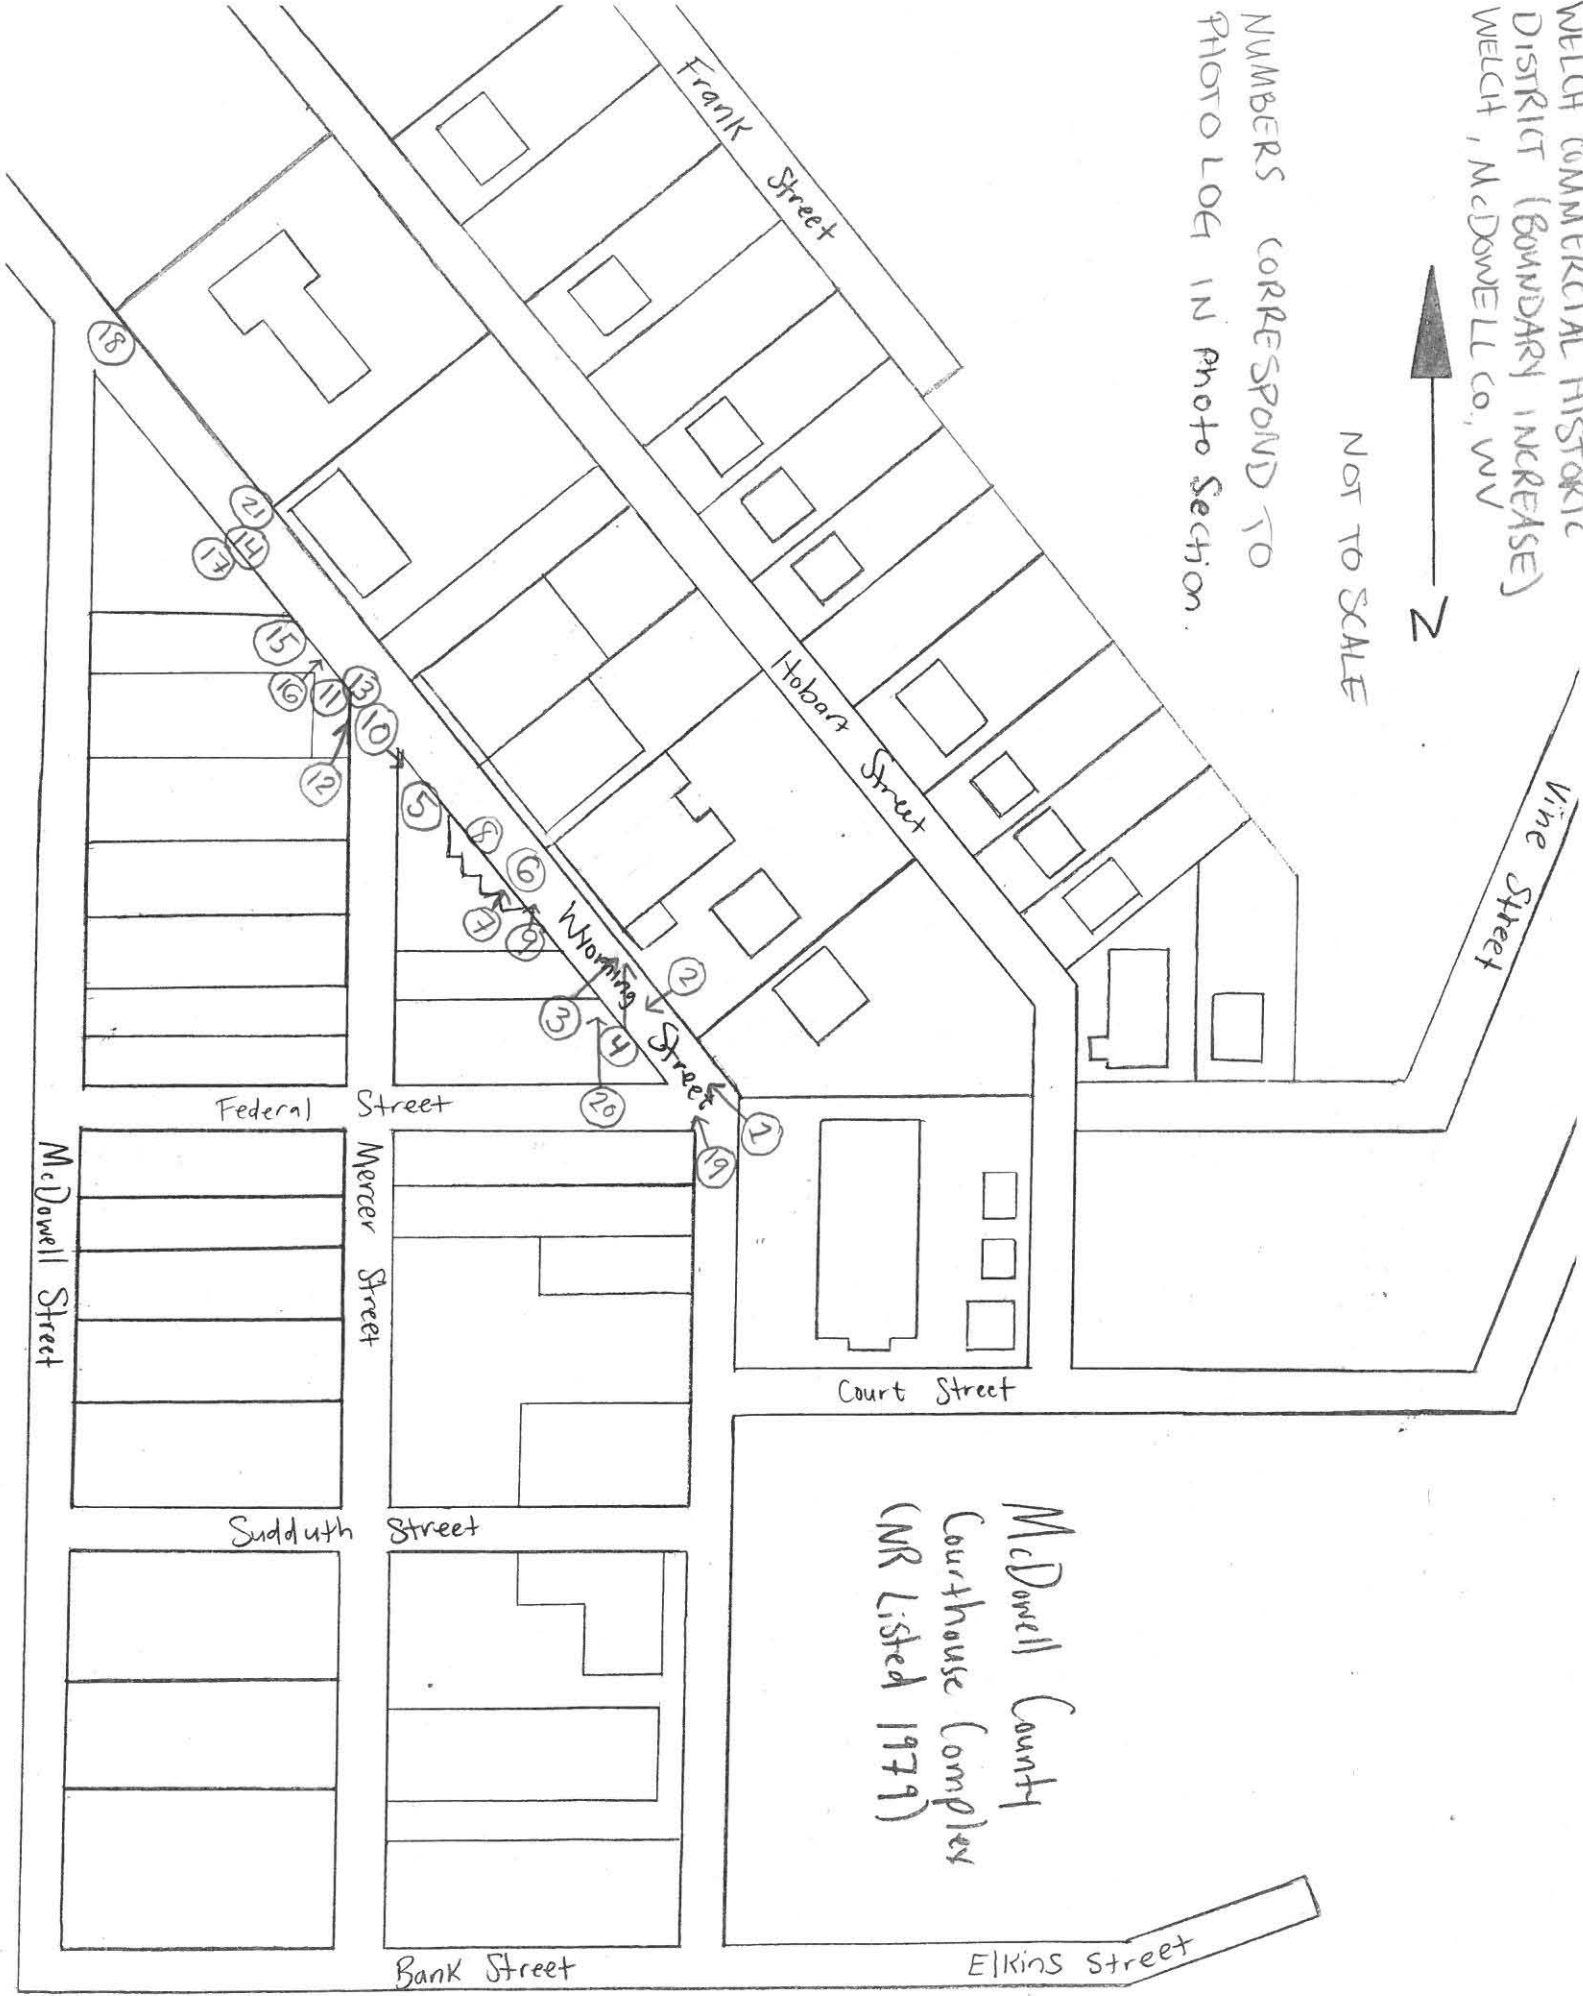 WELCH COMMERCIAL HISTORIC
DISTRICT (BOUNDARY INCREASE)
WELCH, McDOWELL CO., WV
NOT TO SCALE
N
NUMBERS CORRESPOND TO
PHOTO LOG IN Photo Section.
Frank Street
Hobart Street
Vine Street
Wyoming Street
18
21
14
17
15
16
11
13
10
12
5
8
6
7
9
2
3
4
20
1
19
Federal Street
McDowell Street
Mercer Street
Court Street
Sudduth Street
McDowell County
Courthouse Complex
(NR Listed 1979)
Bank Street
Elkins Street